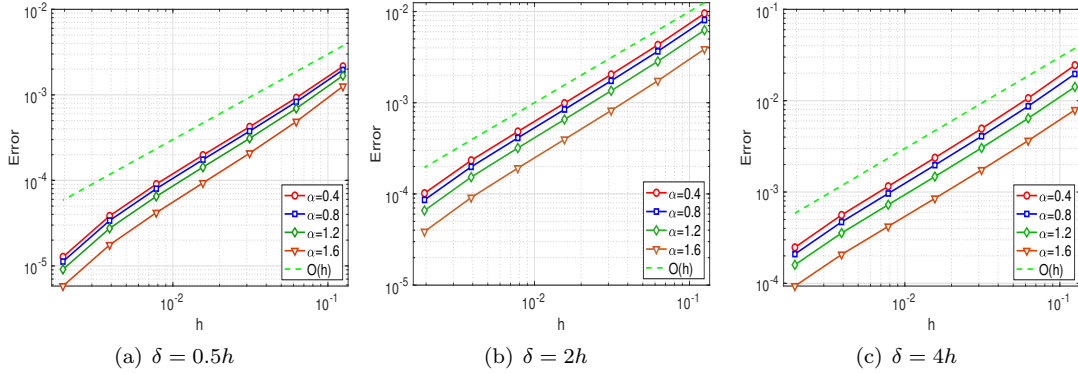 10^-2
10^-3
10^-4
10^-5
Error
10^-2
10^-1
h
α=0.4
α=0.8
α=1.2
α=1.6
O(h)
(a) δ = 0.5h
10^-2
10^-3
10^-4
10^-5
Error
10^-2
10^-1
h
α=0.4
α=0.8
α=1.2
α=1.6
O(h)
(b) δ = 2h
10^-1
10^-2
10^-3
10^-4
Error
10^-2
10^-1
h
α=0.4
α=0.8
α=1.2
α=1.6
O(h)
(c) δ = 4h